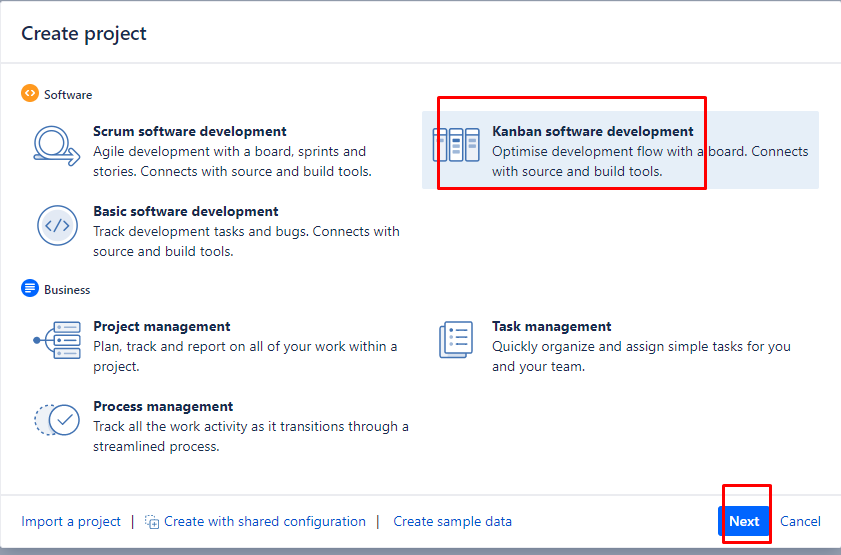 Create project
Software
Scrum software development
Agile development with a board, sprints and
stories. Connects with source and build tools.
Kanban software development
Optimise development flow with a board. Connects
with source and build tools.
Basic software development
Track development tasks and bugs. Connects with
source and build tools.
Business
Project management
Plan, track and report on all of your work within a
project.
Task management
Quickly organize and assign simple tasks for you
and your team.
Process management
Track all the work activity as it transitions through a
streamlined process.
Import a project | Create with shared configuration | Create sample data Next Cancel